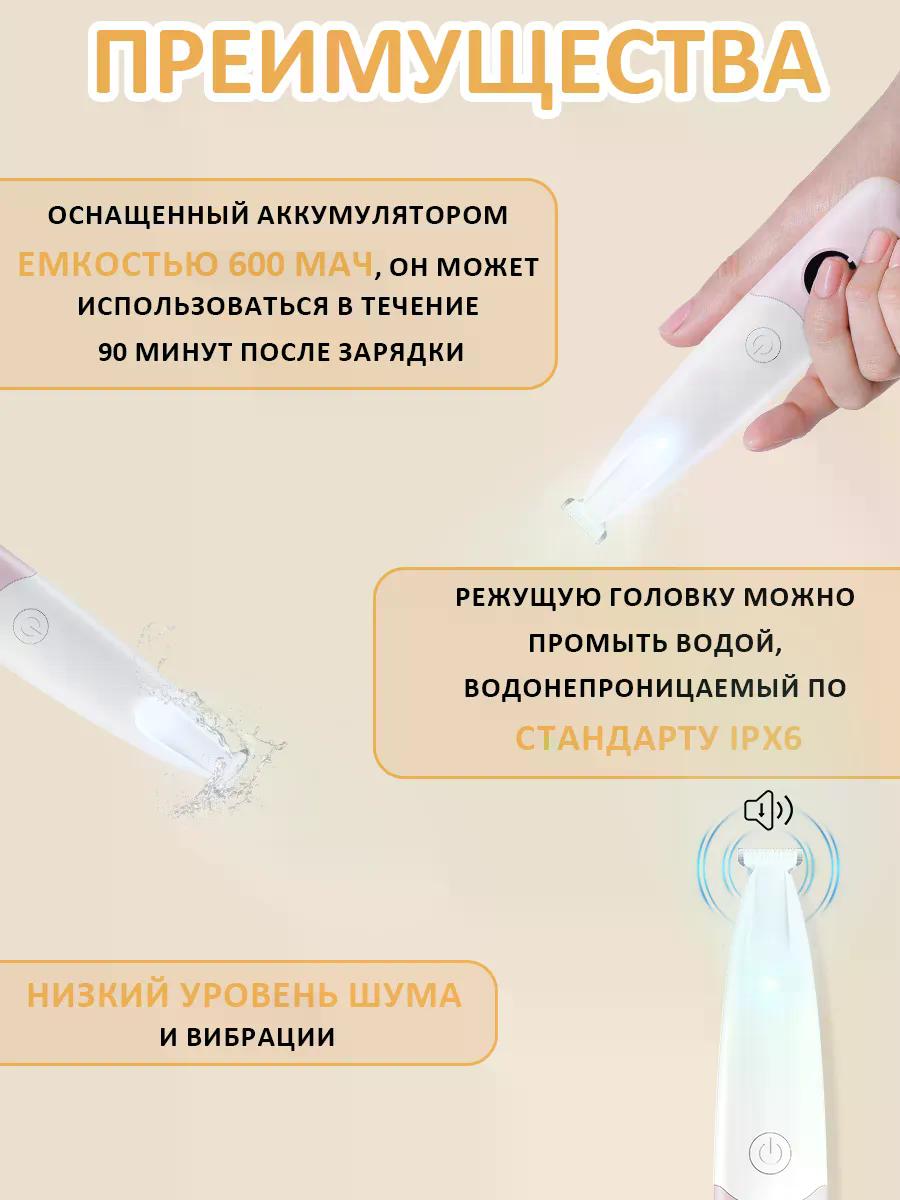 ПРЕИМУЩЕСТВА
ОСНАЩЕННЫЙ АККУМУЛЯТОРОМ
ЕМКОСТЬЮ 600 МАЧ, ОН МОЖЕТ
ИСПОЛЬЗОВАТЬСЯ В ТЕЧЕНИЕ
90 МИНУТ ПОСЛЕ ЗАРЯДКИ
РЕЖУЩУЮ ГОЛОВКУ МОЖНО
ПРОМЫТЬ ВОДОЙ,
ВОДОНЕПРОНИЦАЕМЫЙ ПО
СТАНДАРТУ IPX6
НИЗКИЙ УРОВЕНЬ ШУМА
И ВИБРАЦИИ